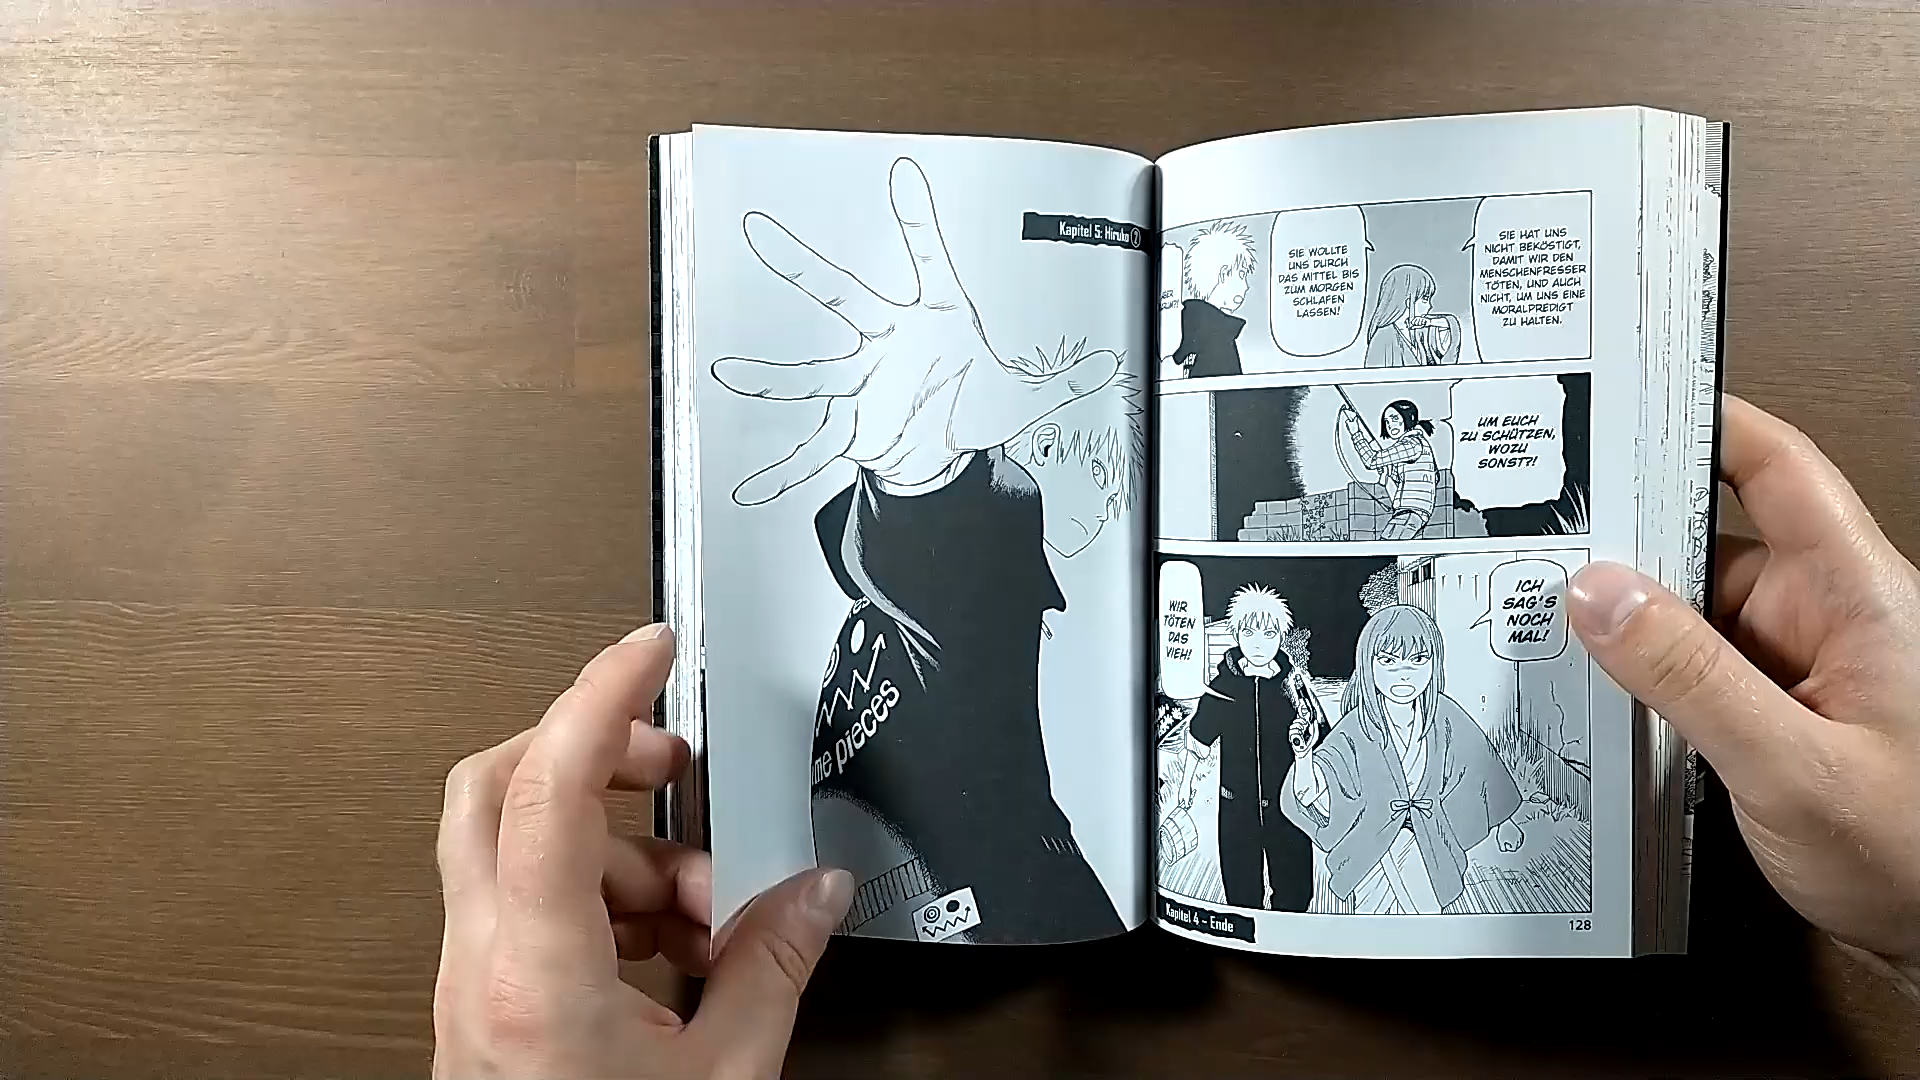 SIE HAT UNS
NICHT BEKÖSTIGT,
DAMIT WIR DEN
MENSCHENFRESSER
TÖTEN, UND AUCH
NICHT, UM UNS EINE
MORALPREDIGT
ZU HALTEN.
SIE WOLLTE
UNS DURCH
DAS MITTEL BIS
ZUM MORGEN
SCHLAFEN
LASSEN!
UM EUCH
ZU SCHÜTZEN,
WOZU
SONST?!
ICH
SAG'S
NOCH
MAL!
WIR
TÖTEN
DAS
VIEH!
Kapitel 4 – Ende
128
Kapitel 5: Hiruko 2
es
me pieces